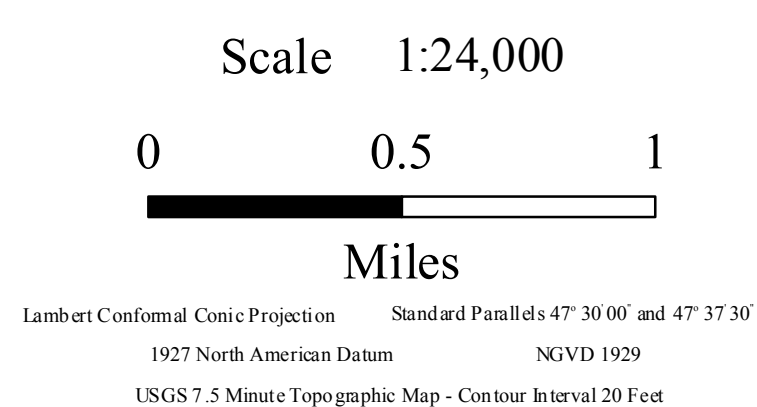 Scale 1:24,000
0 0.5 1
Miles
Lambert Conformal Conic Projection Standard Parallels 47° 30' 00" and 47° 37' 30"
1927 North American Datum NGVD 1929
USGS 7.5 Minute Topographic Map - Contour Interval 20 Feet